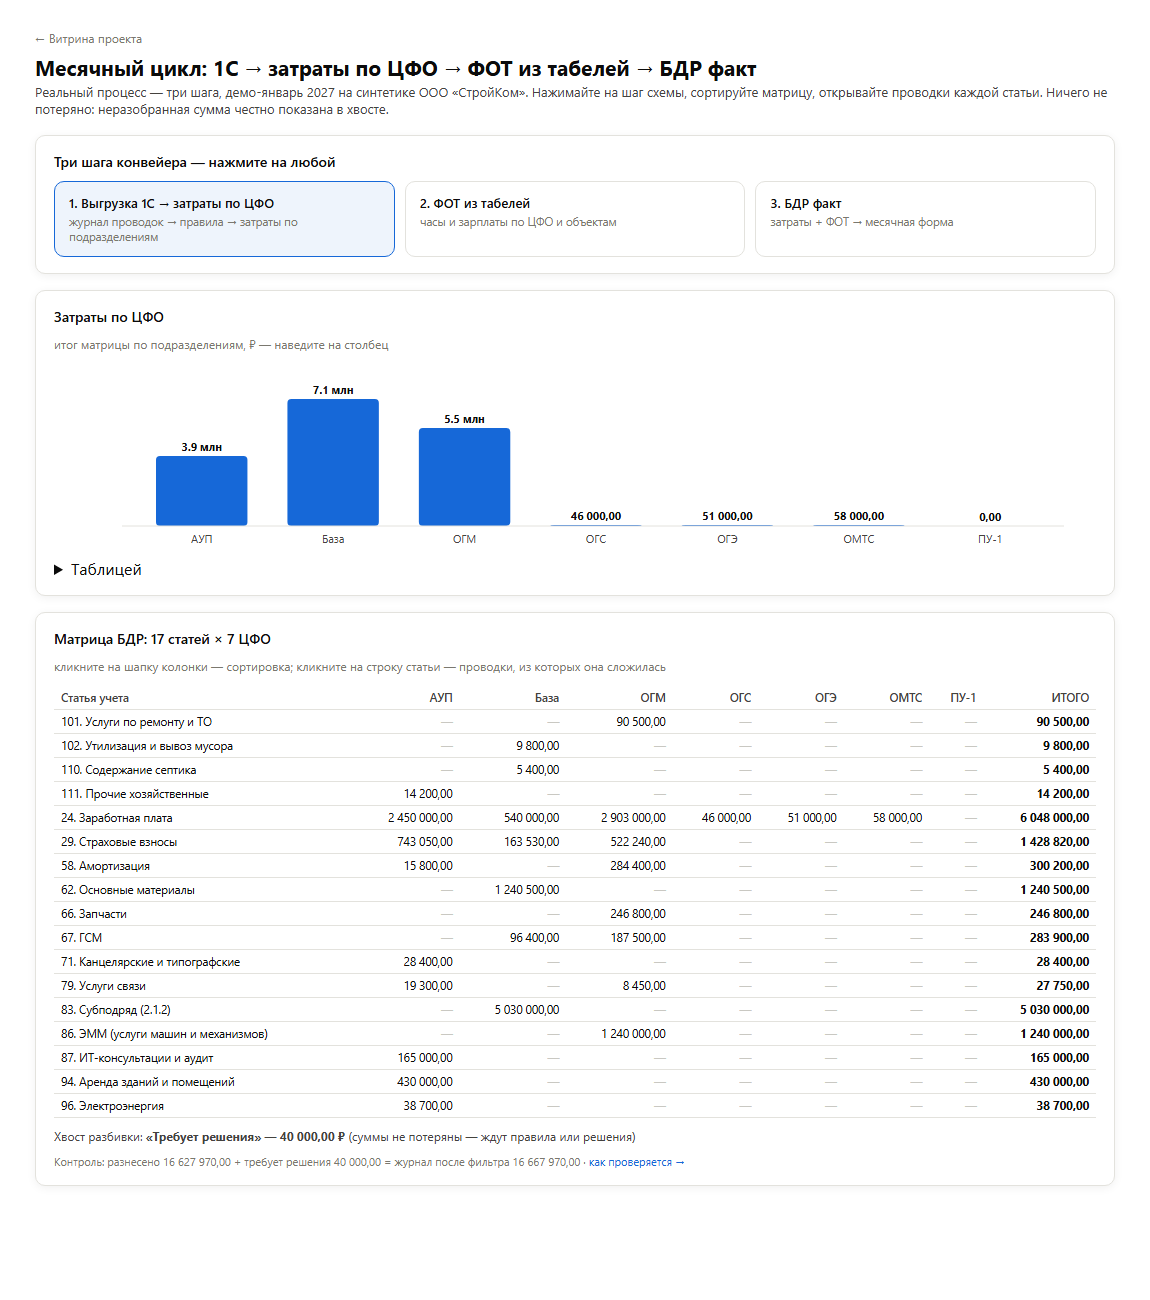 ← Витрина проекта
Месячный цикл: 1С → затраты по ЦФО → ФОТ из табелей → БДР факт
Реальный процесс — три шага, демо-январь 2027 на синтетике ООО «СтройКом». Нажимайте на шаг схемы, сортируйте матрицу, открывайте проводки каждой статьи. Ничего не
потеряно: неразобранная сумма честно показана в хвосте.
Три шага конвейера — нажмите на любой
1. Выгрузка 1С → затраты по ЦФО
журнал проводок → правила → затраты по
подразделениям
2. ФОТ из табелей
часы и зарплаты по ЦФО и объектам
3. БДР факт
затраты + ФОТ → месячная форма
Затраты по ЦФО
итог матрицы по подразделениям, ₽ — наведите на столбец
3.9 млн 7.1 млн 5.5 млн 46 000,00 51 000,00 58 000,00 0,00
АУП База ОГМ ОГС ОГЭ ОМТС ПУ-1
▶ Таблицей
Матрица БДР: 17 статей × 7 ЦФО
кликните на шапку колонки — сортировка; кликните на строку статьи — проводки, из которых она сложилась
Статья учета АУП База ОГМ ОГС ОГЭ ОМТС ПУ-1 ИТОГО
101. Услуги по ремонту и ТО — — 90 500,00 — — — — 90 500,00
102. Утилизация и вывоз мусора — 9 800,00 — — — — — 9 800,00
110. Содержание септика — 5 400,00 — — — — — 5 400,00
111. Прочие хозяйственные 14 200,00 — — — — — — 14 200,00
24. Заработная плата 2 450 000,00 540 000,00 2 903 000,00 46 000,00 51 000,00 58 000,00 — 6 048 000,00
29. Страховые взносы 743 050,00 163 530,00 522 240,00 — — — — 1 428 820,00
58. Амортизация 15 800,00 — 284 400,00 — — — — 300 200,00
62. Основные материалы — 1 240 500,00 — — — — — 1 240 500,00
66. Запчасти — — 246 800,00 — — — — 246 800,00
67. ГСМ — 96 400,00 187 500,00 — — — — 283 900,00
71. Канцелярские и типографские 28 400,00 — — — — — — 28 400,00
79. Услуги связи 19 300,00 — 8 450,00 — — — — 27 750,00
83. Субподряд (2.1.2) — 5 030 000,00 — — — — — 5 030 000,00
86. ЭММ (услуги машин и механизмов) — — 1 240 000,00 — — — — 1 240 000,00
87. ИТ-консультации и аудит 165 000,00 — — — — — — 165 000,00
94. Аренда зданий и помещений 430 000,00 — — — — — — 430 000,00
96. Электроэнергия 38 700,00 — — — — — — 38 700,00
Хвост разбивки: «Требует решения» — 40 000,00 ₽ (суммы не потеряны — ждут правила или решения)
Контроль: разнесено 16 627 970,00 + требует решения 40 000,00 = журнал после фильтра 16 667 970,00 · как проверяется →